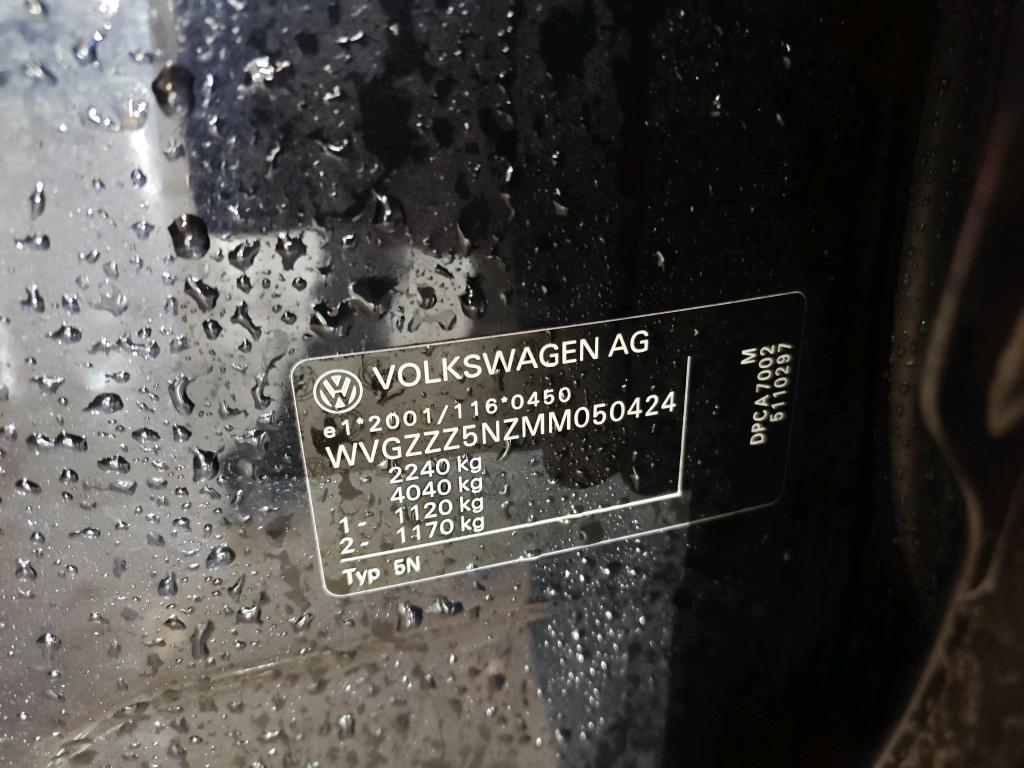 VOLKSWAGEN AG
e1*2001/116*0450
WVGZZZ5NZMM050424
2240 kg
4040 kg
1 - 1120 kg
2 - 1170 kg
Typ 5N
M
DPCA7002
5110297